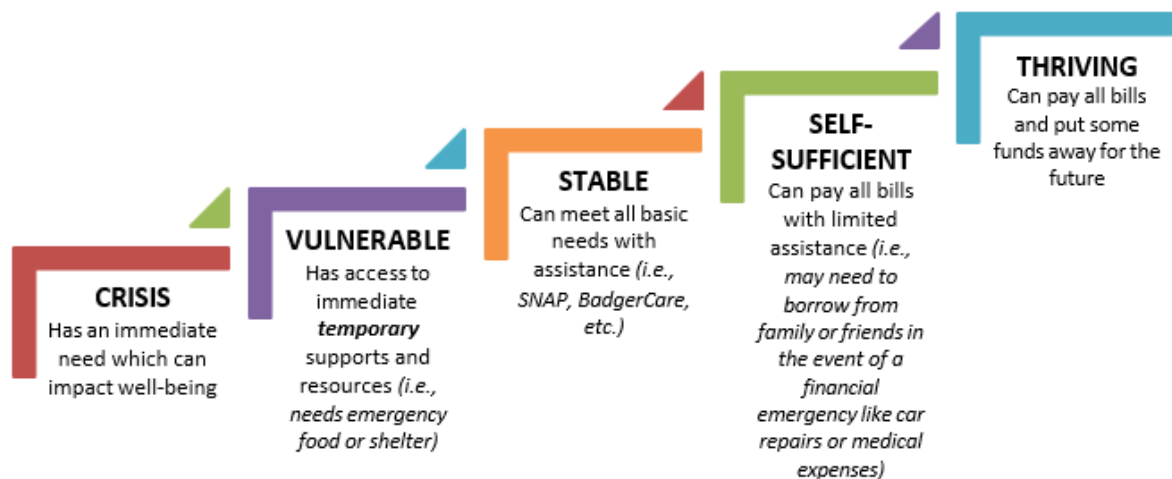 CRISIS
Has an immediate
need which can
impact well-being
VULNERABLE
Has access to
immediate
temporary
supports and
resources (i.e.,
needs emergency
food or shelter)
STABLE
Can meet all basic
needs with
assistance (i.e.,
SNAP, BadgerCare,
etc.)
SELF-
SUFFICIENT
Can pay all bills
with limited
assistance (i.e.,
may need to
borrow from
family or friends in
the event of a
financial
emergency like car
repairs or medical
expenses)
THRIVING
Can pay all bills
and put some
funds away for the
future